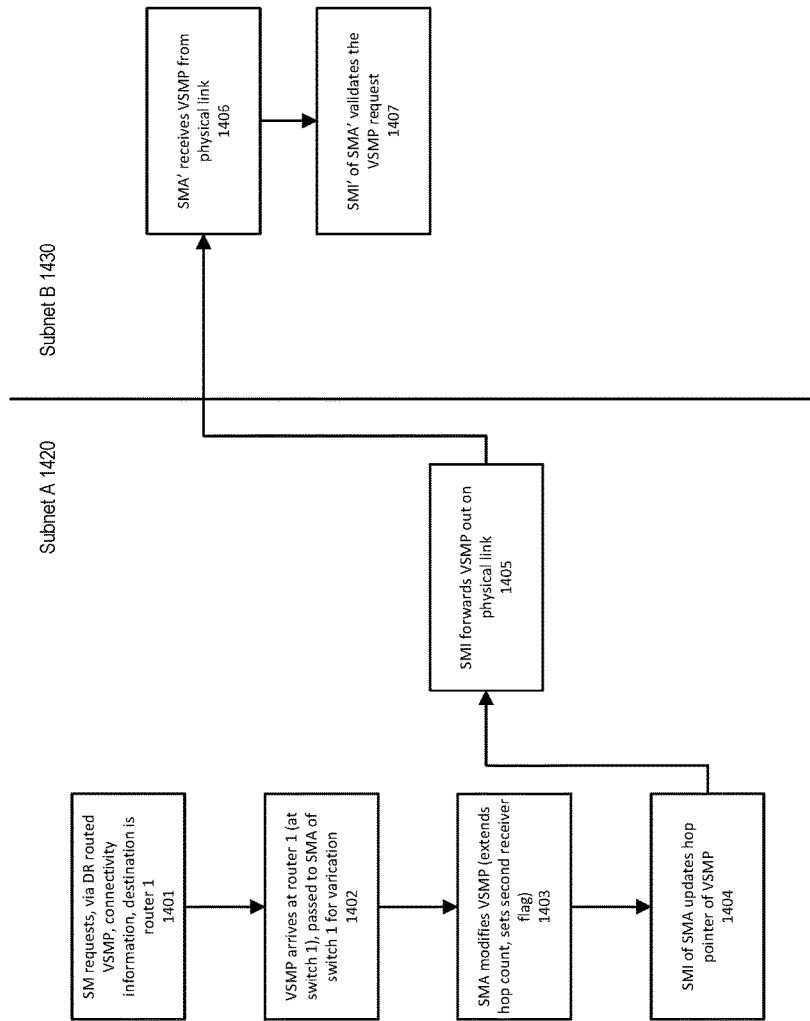 Subnet A 1420
SM requests, via DR routed
VSMP, connectivity
information, destination is
router 1
1401
VSMP arrives at router 1 (at
switch 1), passed to SMA of
switch 1 for varication
1402
SMA modifies VSMP (extends
hop count, sets second receiver
flag)
1403
SMI of SMA updates hop
pointer of VSMP
1404
SMI forwards VSMP out on
physical link
1405
Subnet B 1430
SMA' receives VSMP from
physical link
1406
SMI' of SMA' validates the
VSMP request
1407